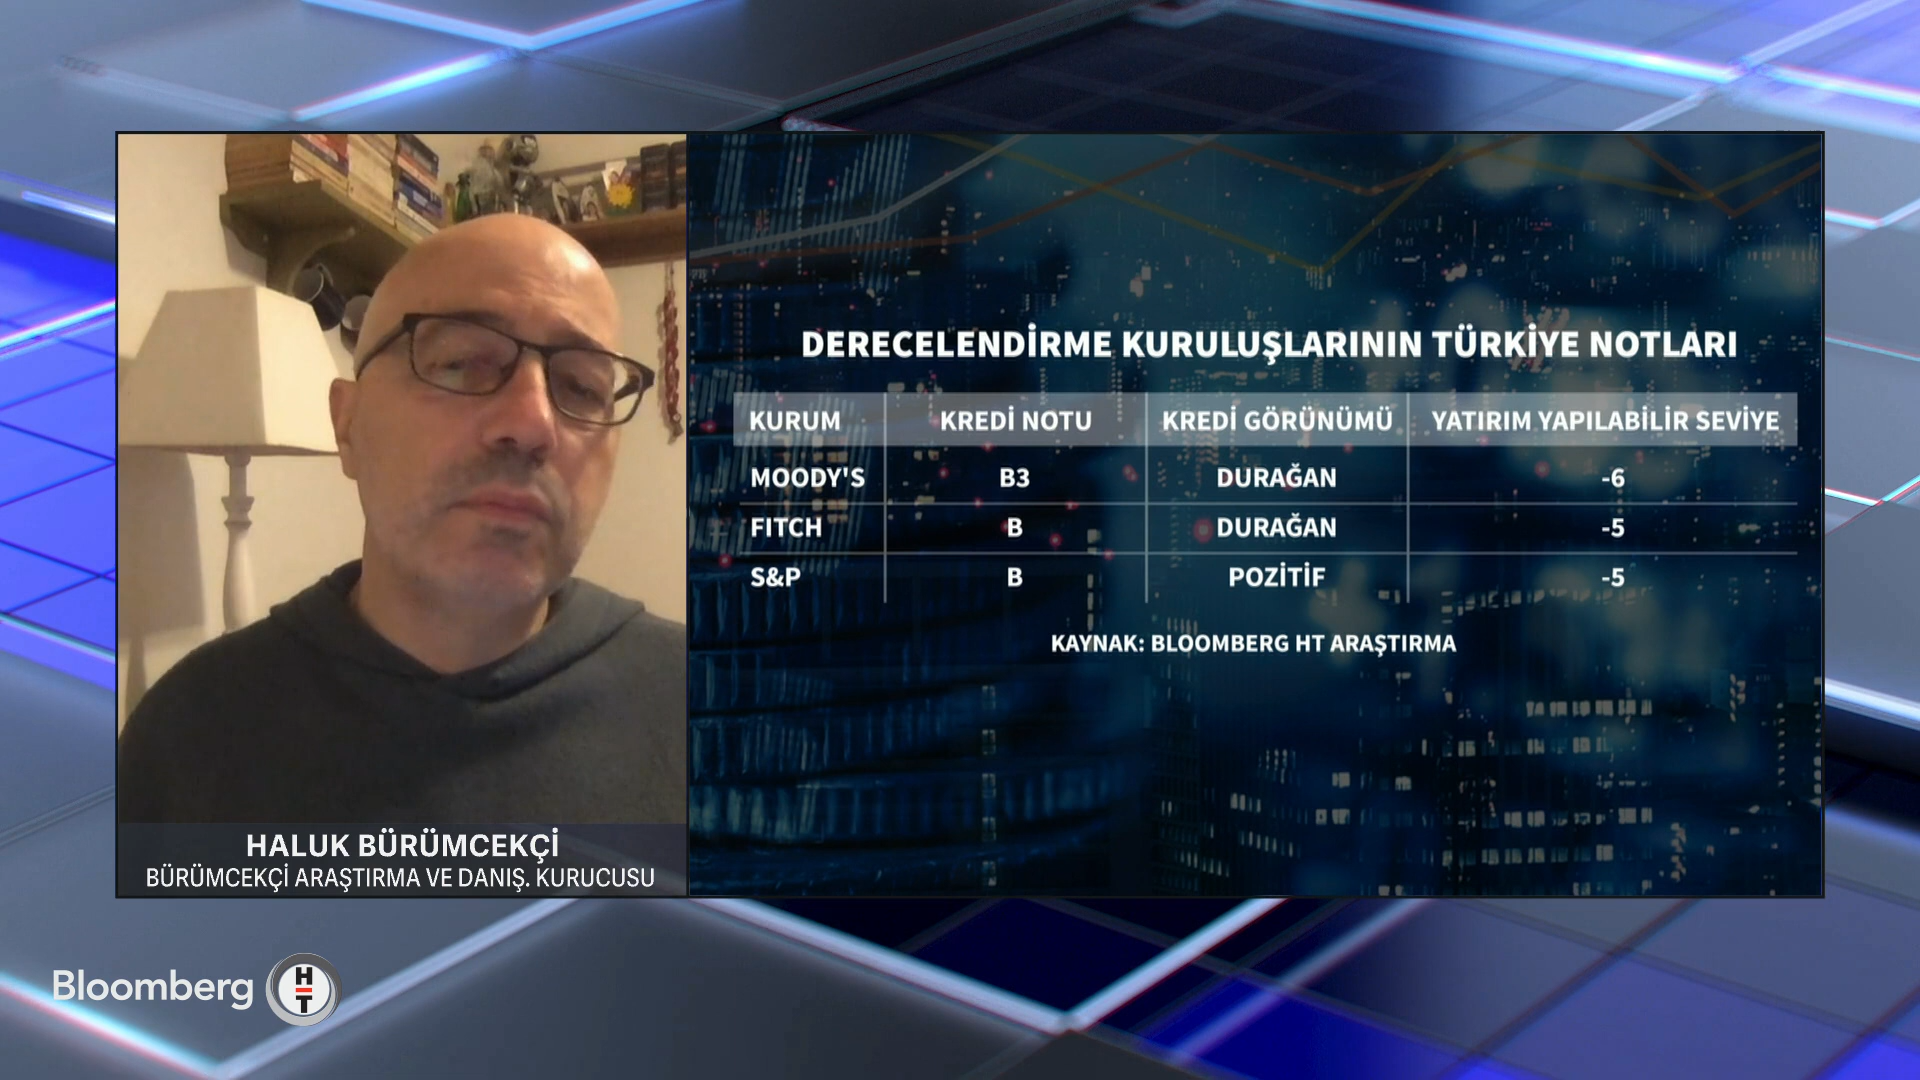 DERECELENDİRME KURULUŞLARININ TÜRKİYE NOTLARI
KURUM KREDİ NOTU KREDİ GÖRÜNÜMÜ YATIRIM YAPILABİLİR SEVİYE
MOODY'S B3 DURAĞAN -6
FITCH B DURAĞAN -5
S&P B POZİTİF -5
KAYNAK: BLOOMBERG HT ARAŞTIRMA
HALUK BÜRÜMCEKÇİ
BÜRÜMCEKÇİ ARAŞTIRMA VE DANIŞ. KURUCUSU
Bloomberg HT